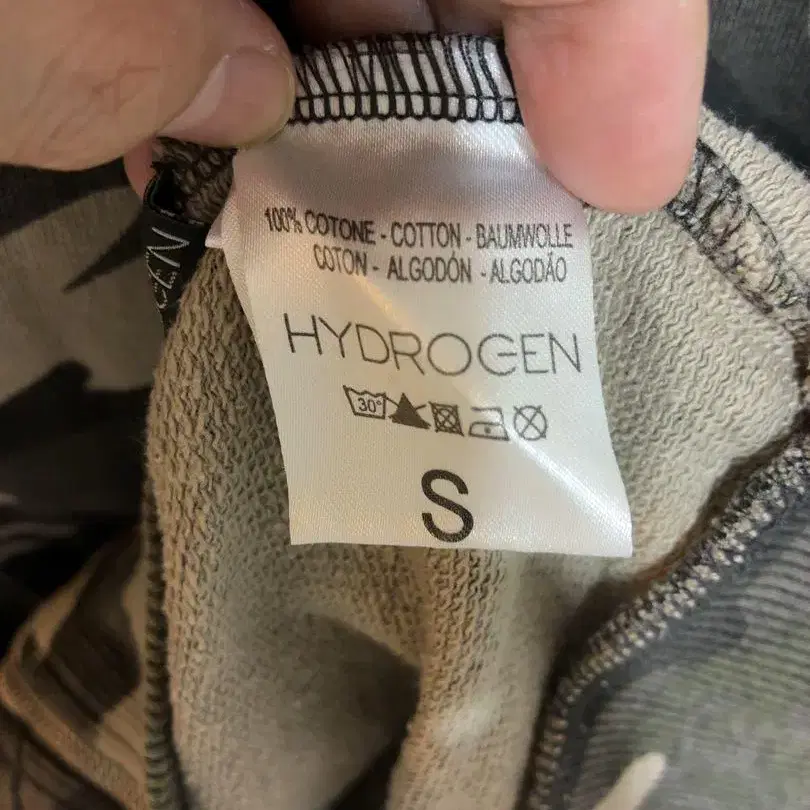 100% COTONE - COTTON - BAUMWOLLE
COTON - ALGODÓN - ALGODÃO
HYDROGEN
30°
S